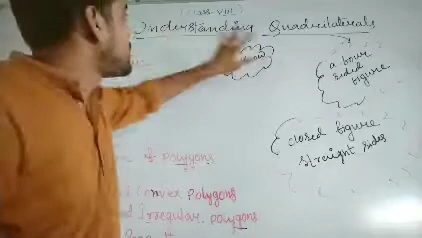 (class VIII)
Understanding Quadrilaterals
a four
sided
figure
closed figure
straight sides
of polygons
Convex Polygons
Irregular polygons